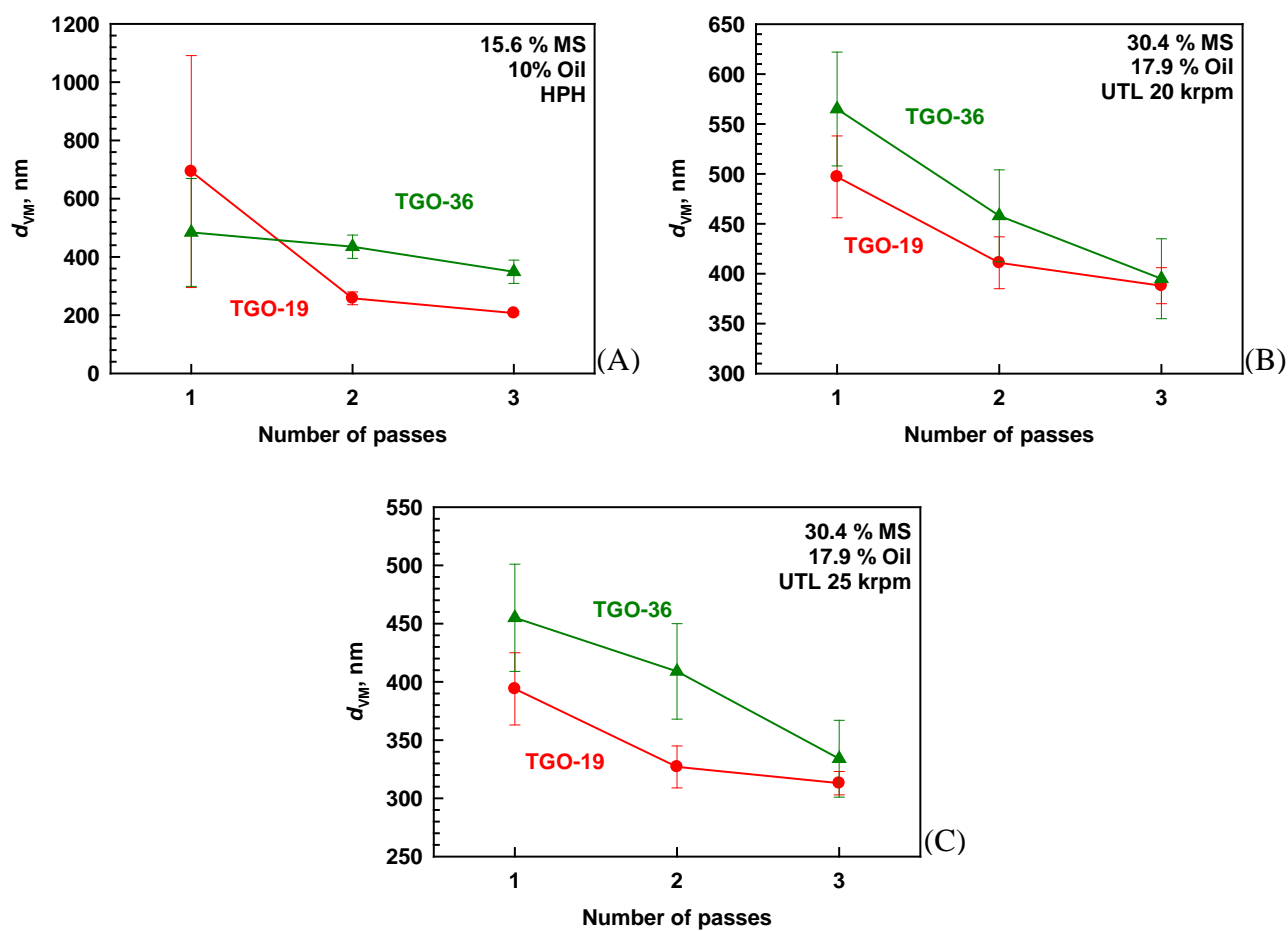 1200
1000
800
600
400
200
0
d_VM, nm
15.6 % MS
10% Oil
HPH
TGO-36
TGO-19
1 2 3
Number of passes
(A)
650
600
550
500
450
400
350
300
d_VM, nm
30.4 % MS
17.9 % Oil
UTL 20 krpm
TGO-36
TGO-19
1 2 3
Number of passes
(B)
550
500
450
400
350
300
250
d_VM, nm
30.4 % MS
17.9 % Oil
UTL 25 krpm
TGO-36
TGO-19
1 2 3
Number of passes
(C)